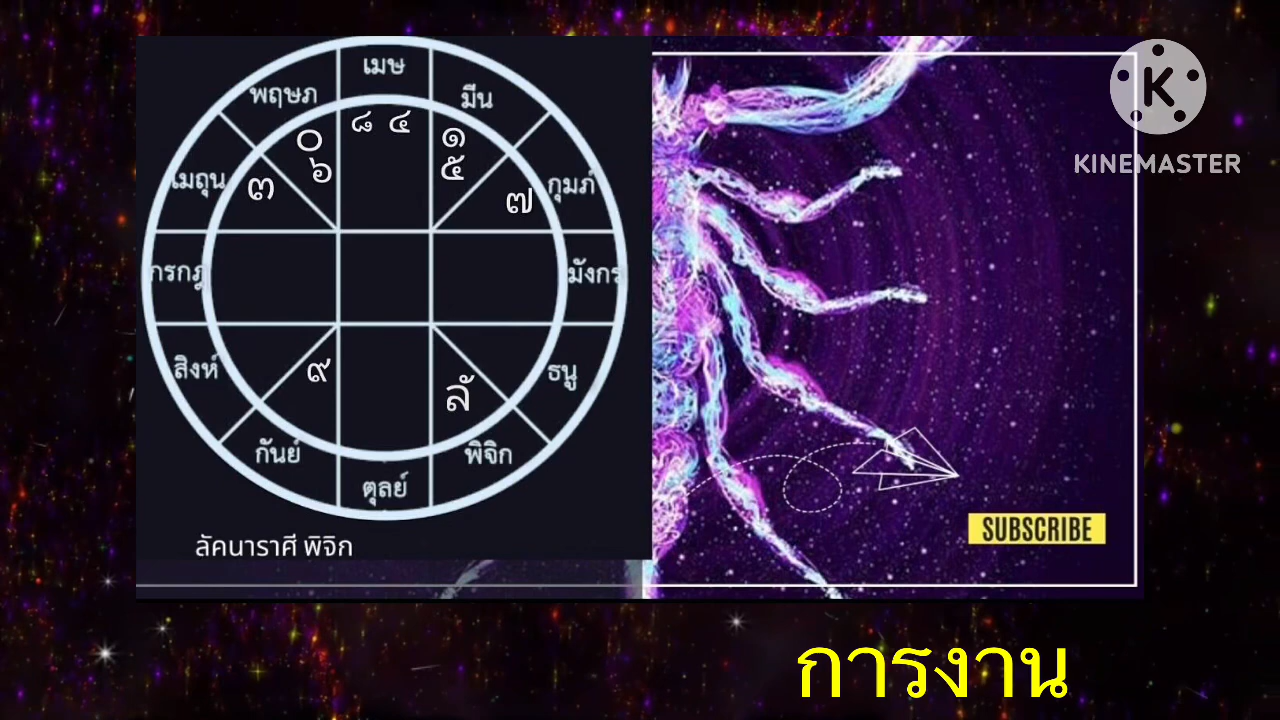 เมษ
พฤษภ
มีน
๘ ๔
๐
๖
๑
๕
เมถุน
๓
๗
กุมภ์
กรกฎ
มังกร
สิงห์
๙
ลั
ธนู
กันย์
พิจิก
ตุลย์
ลัคนาราศี พิจิก
K
KINEMASTER
SUBSCRIBE
การงาน